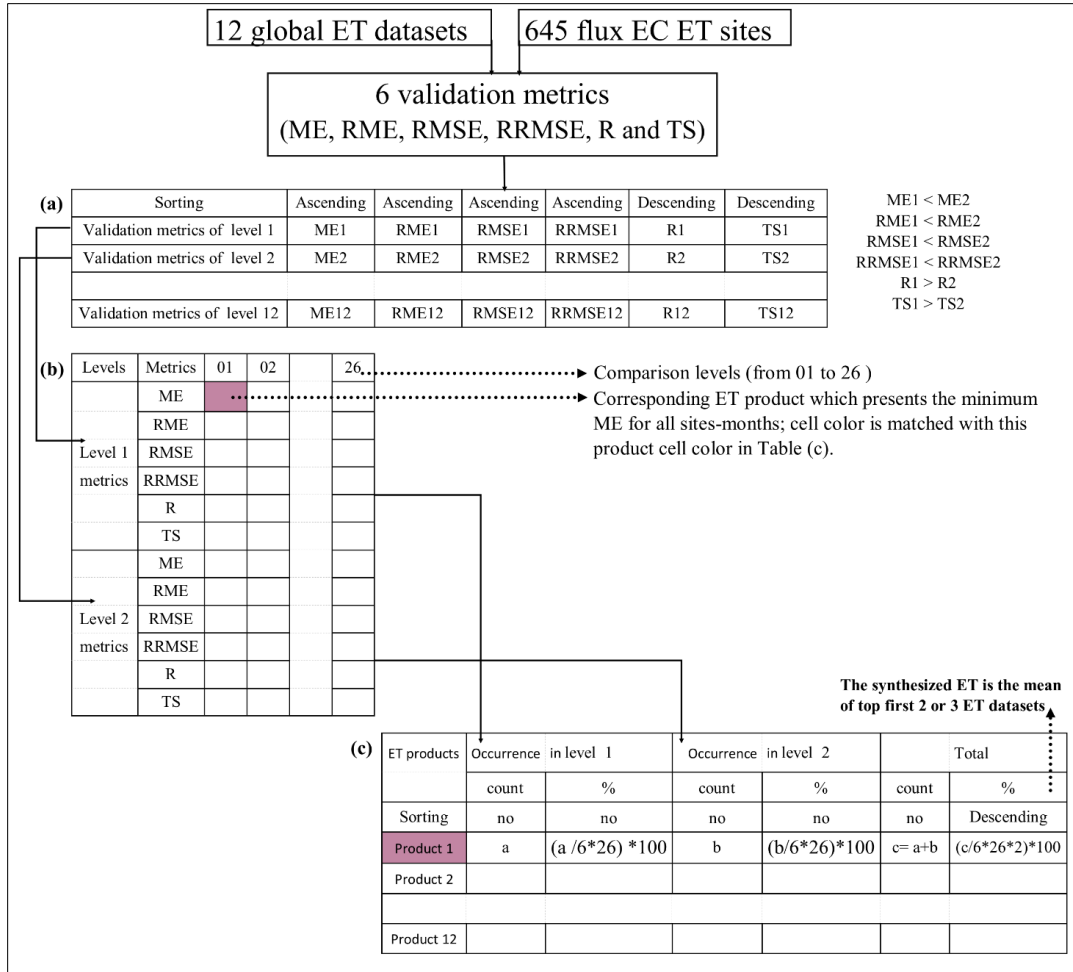 12 global ET datasets
645 flux EC ET sites
6 validation metrics
(ME, RME, RMSE, RRMSE, R and TS)
(a)
Sorting Ascending Ascending Ascending Ascending Descending Descending
Validation metrics of level 1 ME1 RME1 RMSE1 RRMSE1 R1 TS1
Validation metrics of level 2 ME2 RME2 RMSE2 RRMSE2 R2 TS2
Validation metrics of level 12 ME12 RME12 RMSE12 RRMSE12 R12 TS12
ME1 < ME2
RME1 < RME2
RMSE1 < RMSE2
RRMSE1 < RRMSE2
R1 > R2
TS1 > TS2
(b)
Levels Metrics 01 02 26
ME
RME
Level 1 RMSE
metrics RRMSE
R
TS
ME
RME
Level 2 RMSE
metrics RRMSE
R
TS
Comparison levels (from 01 to 26 )
Corresponding ET product which presents the minimum
ME for all sites-months; cell color is matched with this
product cell color in Table (c).
The synthesized ET is the mean
of top first 2 or 3 ET datasets
(c)
ET products Occurrence in level 1 Occurrence in level 2 Total
count % count % count %
Sorting no no no no no Descending
Product 1 a (a /6*26) *100 b (b/6*26)*100 c= a+b (c/6*26*2)*100
Product 2
Product 12